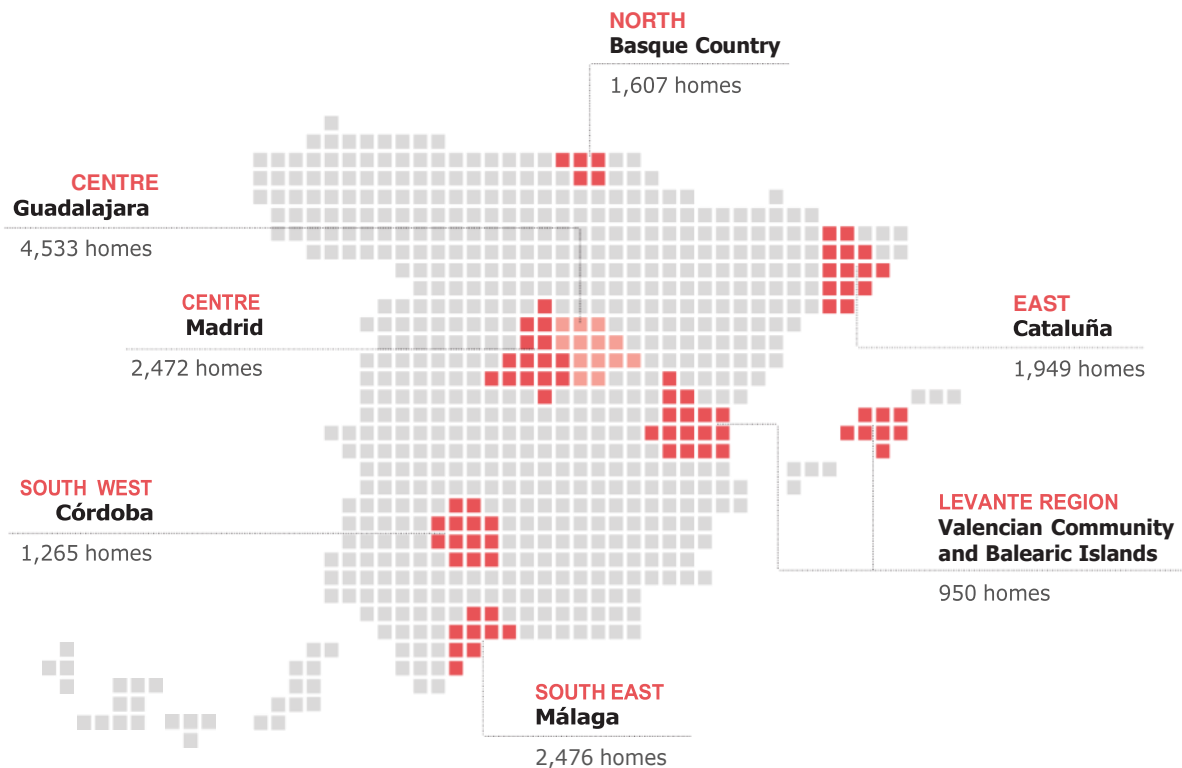 NORTH
Basque Country
1,607 homes
CENTRE
Guadalajara
4,533 homes
CENTRE
Madrid
2,472 homes
EAST
Cataluña
1,949 homes
SOUTH WEST
Córdoba
1,265 homes
LEVANTE REGION
Valencian Community
and Balearic Islands
950 homes
SOUTH EAST
Málaga
2,476 homes